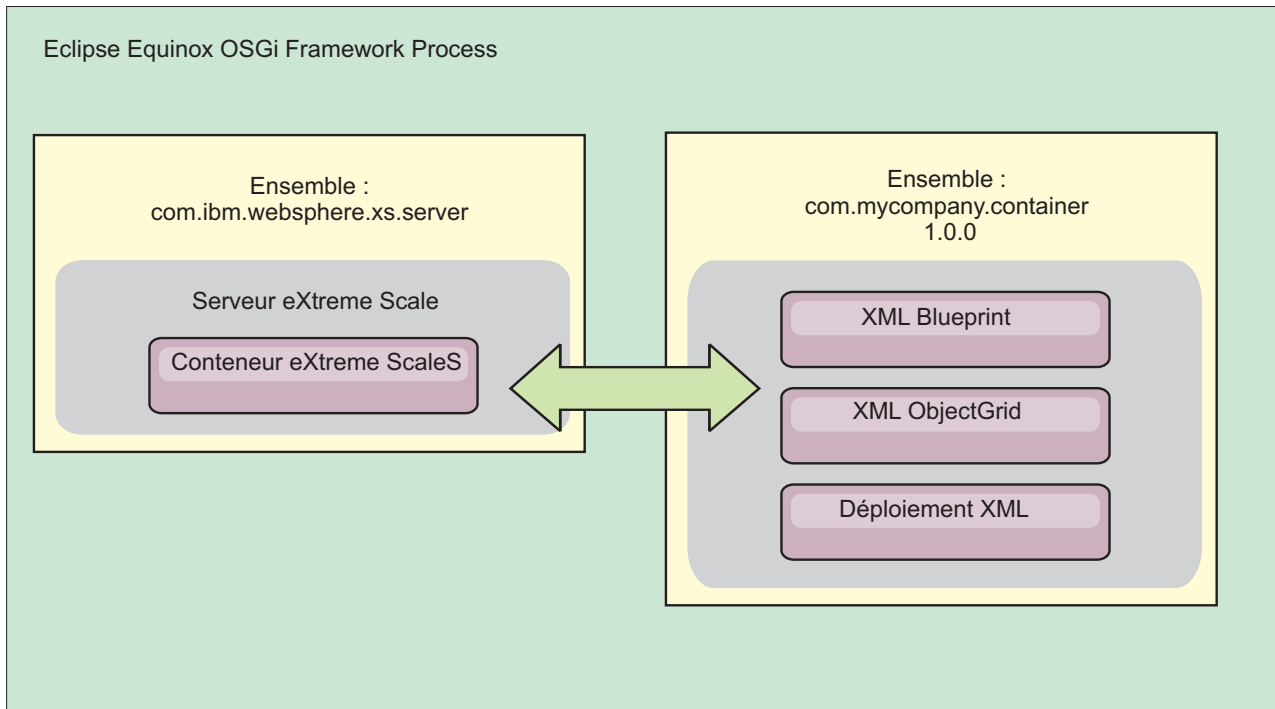 Eclipse Equinox OSGi Framework Process
Ensemble :
com.ibm.websphere.xs.server
Serveur eXtreme Scale
Conteneur eXtreme ScaleS
Ensemble :
com.mycompany.container
1.0.0
XML Blueprint
XML ObjectGrid
Déploiement XML